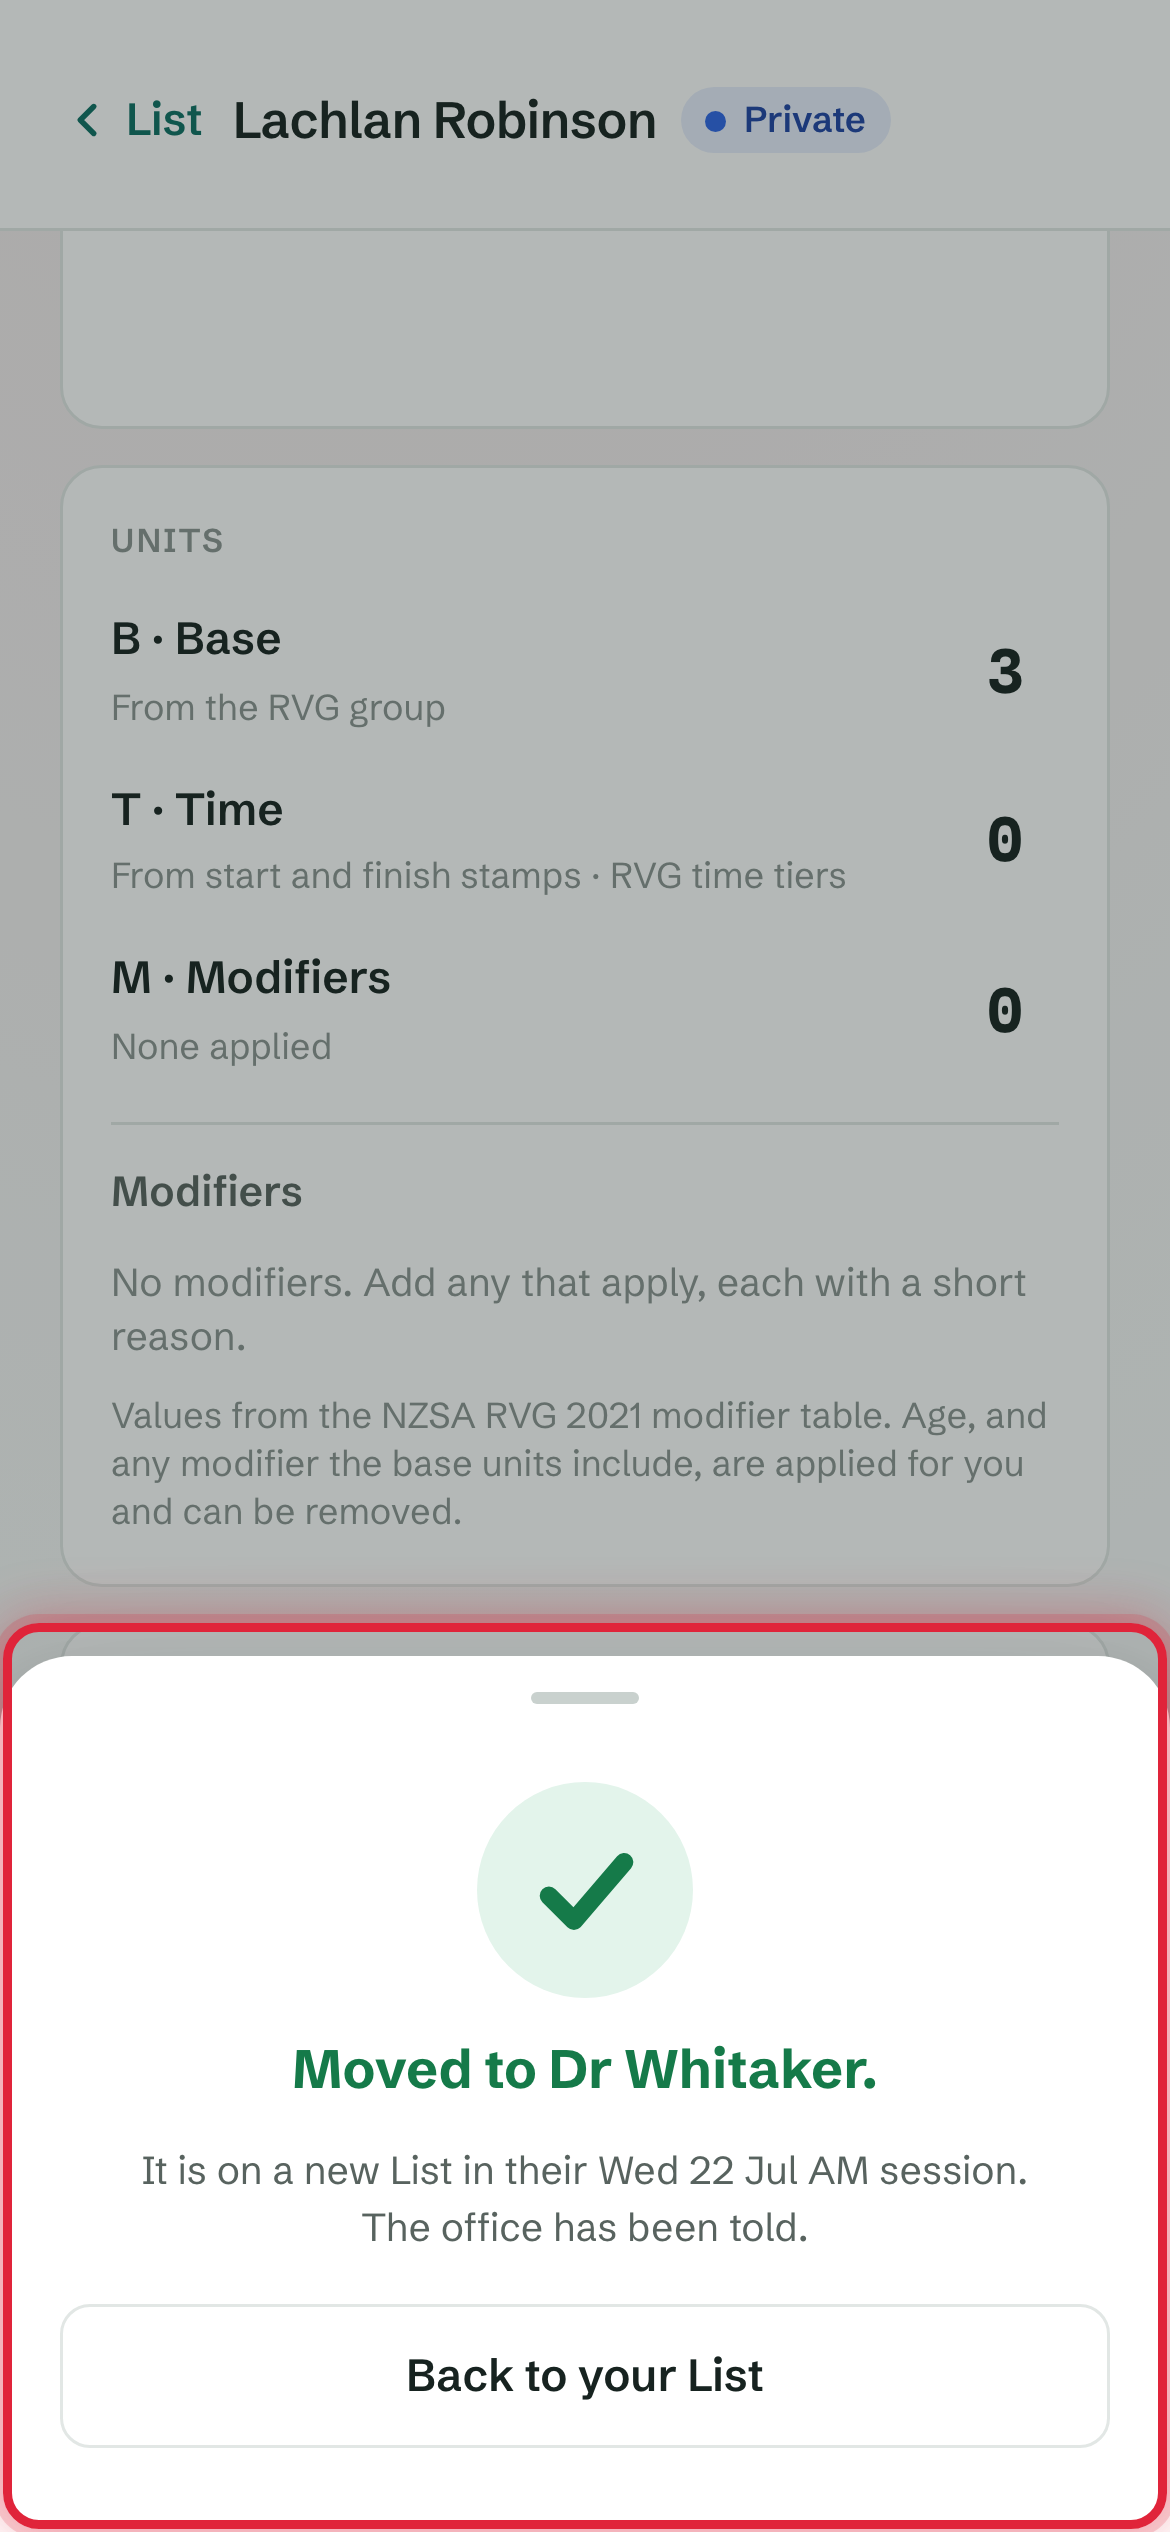 List Lachlan Robinson Private
UNITS
B · Base
3
From the RVG group
T · Time
0
From start and finish stamps · RVG time tiers
M · Modifiers
0
None applied
Modifiers
No modifiers. Add any that apply, each with a short
reason.
Values from the NZSA RVG 2021 modifier table. Age, and
any modifier the base units include, are applied for you
and can be removed.
Moved to Dr Whitaker.
It is on a new List in their Wed 22 Jul AM session.
The office has been told.
Back to your List